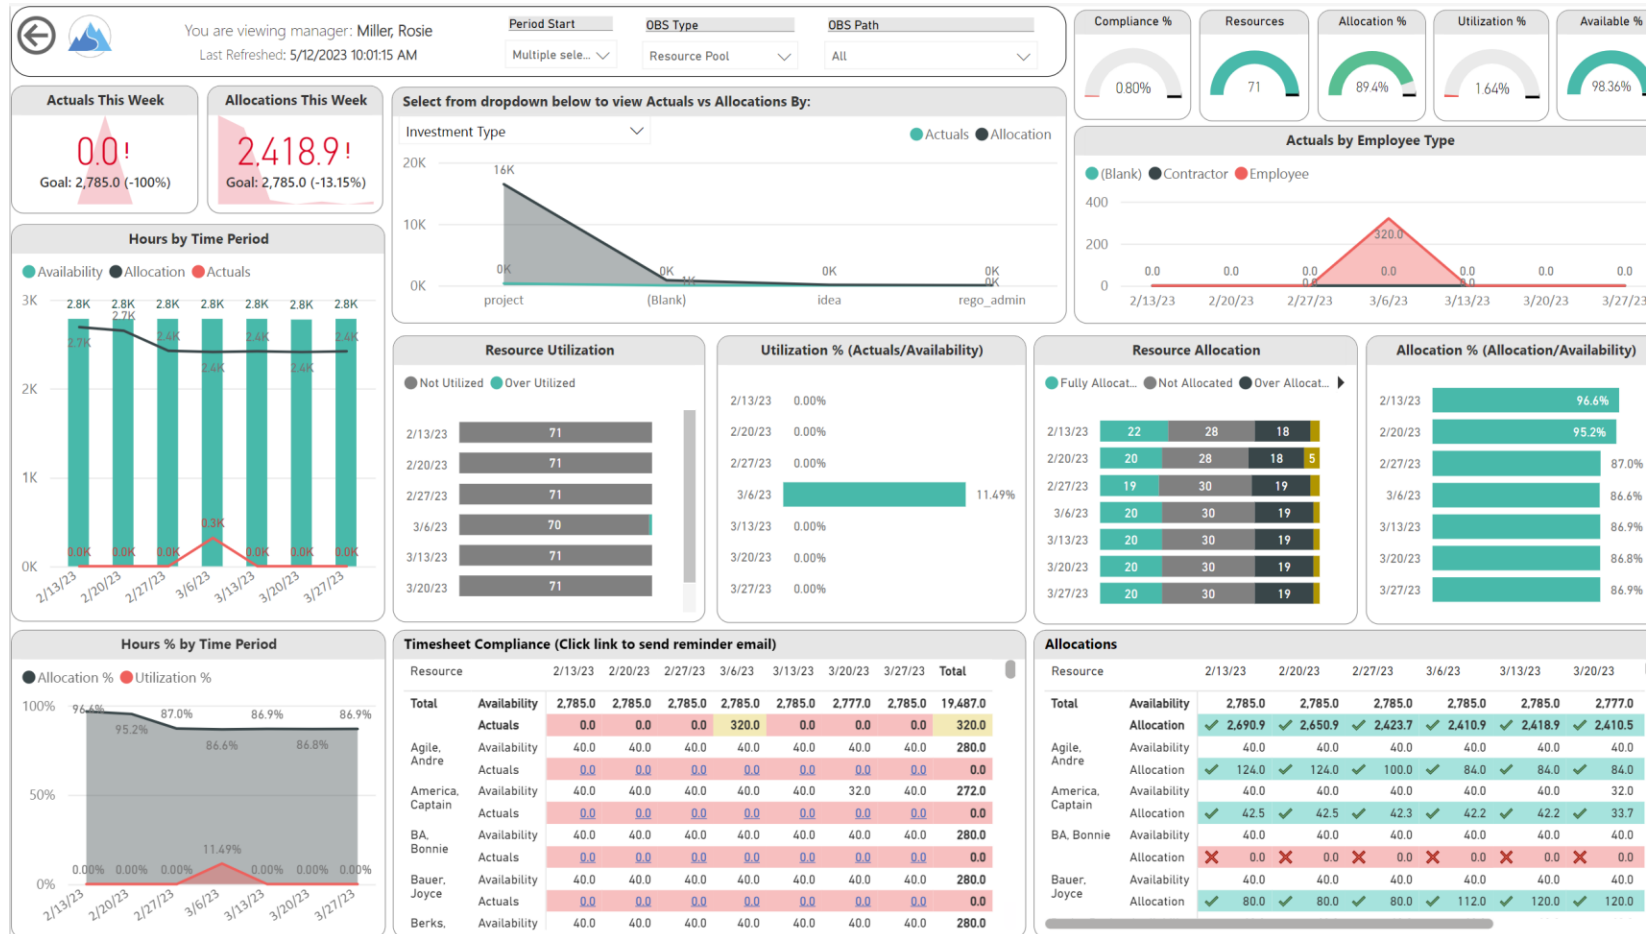 You are viewing manager: Miller, Rosie
Last Refreshed: 5/12/2023 10:01:15 AM
Period Start
Multiple sele...
OBS Type
Resource Pool
OBS Path
All
Compliance %
0.80%
Resources
71
Allocation %
89.4%
Utilization %
1.64%
Available %
98.36%
Actuals This Week
0.0!
Goal: 2,785.0 (-100%)
Allocations This Week
2,418.9!
Goal: 2,785.0 (-13.15%)
Select from dropdown below to view Actuals vs Allocations By:
Investment Type
Actuals Allocation
20K
10K
0K
16K
0K
0K
1K
0K
0K
0K
project (Blank) idea rego_admin
Actuals by Employee Type
(Blank) Contractor Employee
400
200
0
320.0
0.0 0.0 0.0 0.0 0.0 0.0 0.0
0.0 0.0
2/13/23 2/20/23 2/27/23 3/6/23 3/13/23 3/20/23 3/27/23
Hours by Time Period
Availability Allocation Actuals
3K
2K
1K
0K
2.8K 2.8K 2.8K 2.8K 2.8K 2.8K 2.8K
2.7K 2.7K 2.4K 2.4K 2.4K 2.4K 2.4K
0.0K 0.0K 0.0K 0.3K 0.0K 0.0K 0.0K
2/13/23 2/20/23 2/27/23 3/6/23 3/13/23 3/20/23 3/27/23
Resource Utilization
Not Utilized Over Utilized
2/13/23 71
2/20/23 71
2/27/23 71
3/6/23 70
3/13/23 71
3/20/23 71
Utilization % (Actuals/Availability)
2/13/23 0.00%
2/20/23 0.00%
2/27/23 0.00%
3/6/23 11.49%
3/13/23 0.00%
3/20/23 0.00%
3/27/23 0.00%
Resource Allocation
Fully Allocat... Not Allocated Over Allocat...
2/13/23 22 28 18
2/20/23 20 28 18 5
2/27/23 19 30 19
3/6/23 20 30 19
3/13/23 20 30 19
3/20/23 20 30 19
3/27/23 20 30 19
Allocation % (Allocation/Availability)
2/13/23 96.6%
2/20/23 95.2%
2/27/23 87.0%
3/6/23 86.6%
3/13/23 86.9%
3/20/23 86.8%
3/27/23 86.9%
Hours % by Time Period
Allocation % Utilization %
100%
50%
0%
96.6% 95.2% 87.0% 86.6% 86.9% 86.8% 86.9%
0.00% 0.00% 0.00% 11.49% 0.00% 0.00% 0.00%
2/13/23 2/20/23 2/27/23 3/6/23 3/13/23 3/20/23 3/27/23
Timesheet Compliance (Click link to send reminder email)
Resource 2/13/23 2/20/23 2/27/23 3/6/23 3/13/23 3/20/23 3/27/23 Total
Total Availability 2,785.0 2,785.0 2,785.0 2,785.0 2,785.0 2,777.0 2,785.0 19,487.0
Actuals 0.0 0.0 0.0 320.0 0.0 0.0 0.0 320.0
Agile, Andre Availability 40.0 40.0 40.0 40.0 40.0 40.0 40.0 280.0
Actuals 0.0 0.0 0.0 0.0 0.0 0.0 0.0 0.0
America, Captain Availability 40.0 40.0 40.0 40.0 40.0 32.0 40.0 272.0
Actuals 0.0 0.0 0.0 0.0 0.0 0.0 0.0 0.0
BA, Bonnie Availability 40.0 40.0 40.0 40.0 40.0 40.0 40.0 280.0
Actuals 0.0 0.0 0.0 0.0 0.0 0.0 0.0 0.0
Bauer, Joyce Availability 40.0 40.0 40.0 40.0 40.0 40.0 40.0 280.0
Actuals 0.0 0.0 0.0 0.0 0.0 0.0 0.0 0.0
Berks, Availability 40.0 40.0 40.0 40.0 40.0 40.0 40.0 280.0
Allocations
Resource 2/13/23 2/20/23 2/27/23 3/6/23 3/13/23 3/20/23
Total Availability 2,785.0 2,785.0 2,785.0 2,785.0 2,785.0 2,777.0
Allocation 2,690.9 2,650.9 2,423.7 2,410.9 2,418.9 2,410.5
Agile, Andre Availability 40.0 40.0 40.0 40.0 40.0 40.0
Allocation 124.0 124.0 100.0 84.0 84.0 84.0
America, Captain Availability 40.0 40.0 40.0 40.0 40.0 32.0
Allocation 42.5 42.5 42.3 42.2 42.2 33.7
BA, Bonnie Availability 40.0 40.0 40.0 40.0 40.0 40.0
Allocation 0.0 0.0 0.0 0.0 0.0 0.0
Bauer, Joyce Availability 40.0 40.0 40.0 40.0 40.0 40.0
Allocation 80.0 80.0 80.0 112.0 120.0 120.0